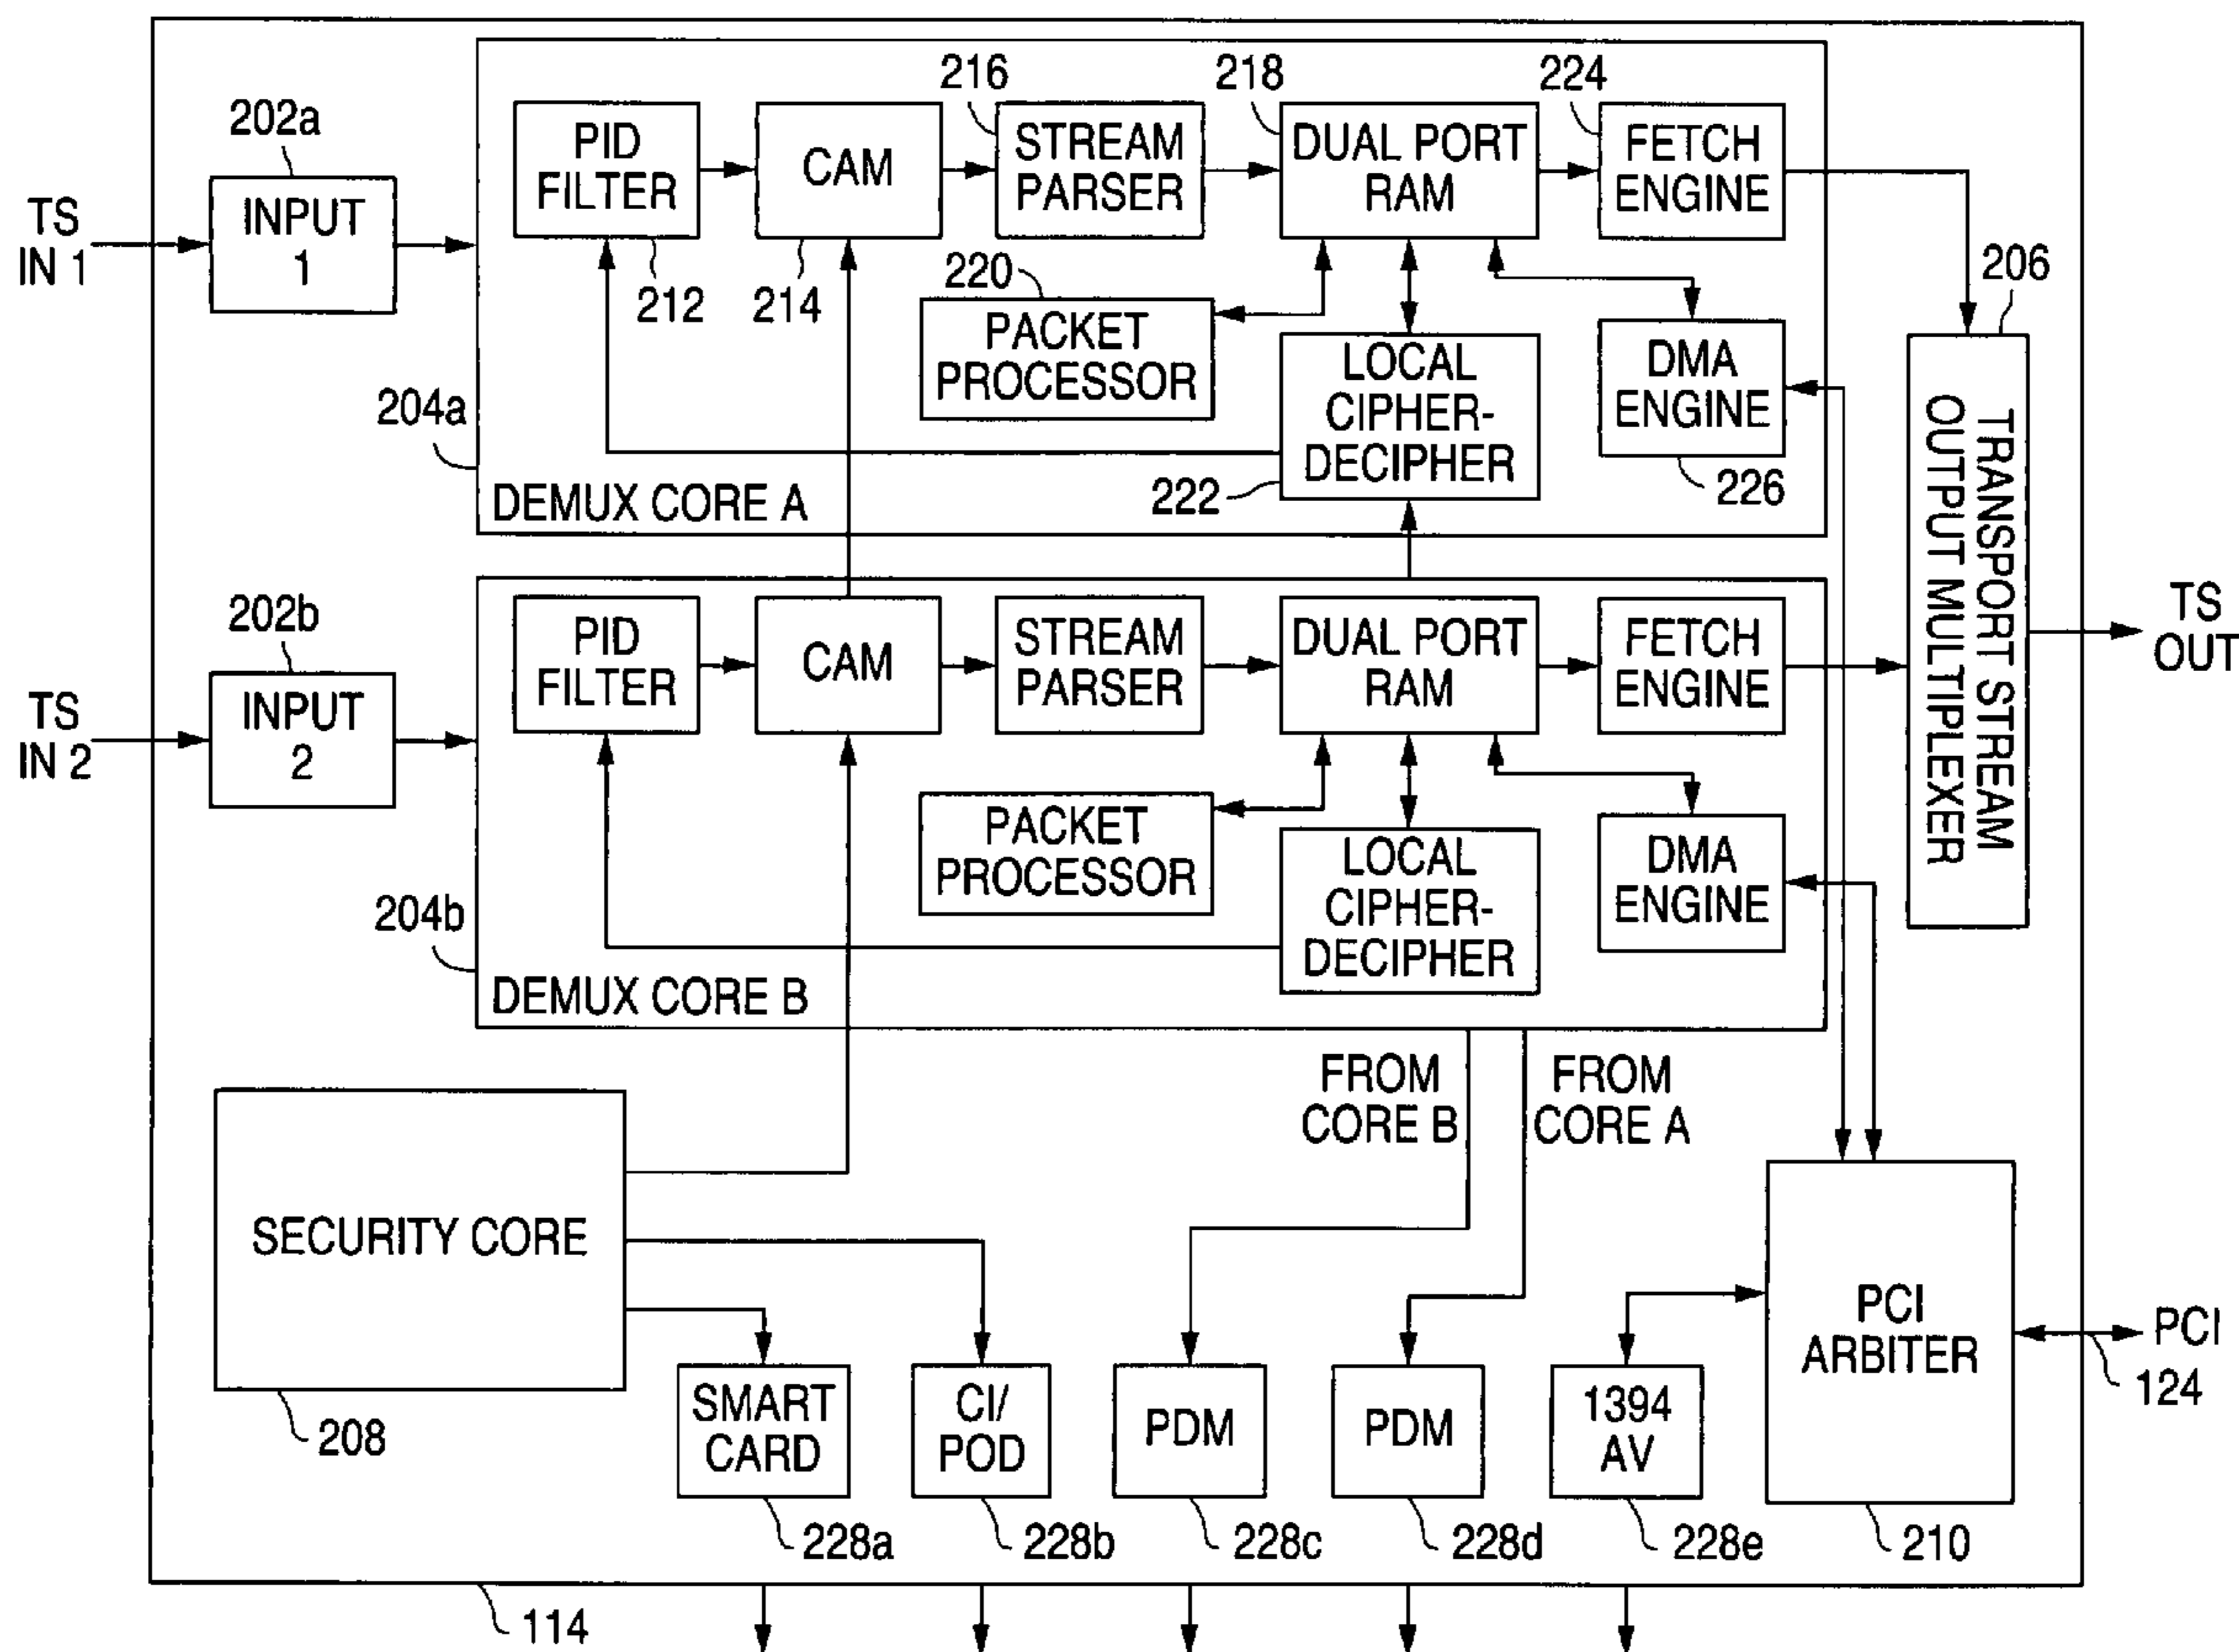 216
218
224
202a
PID
FILTER
CAM
STREAM
PARSER
DUAL PORT
RAM
FETCH
ENGINE
TS
IN 1
INPUT
1
212
214
220
206
PACKET
PROCESSOR
LOCAL
CIPHER-
DECIPHER
DMA
ENGINE
204a
222
226
DEMUX CORE A
TRANSPORT STREAM
OUTPUT MULTIPLEXER
TS
OUT
202b
PID
FILTER
CAM
STREAM
PARSER
DUAL PORT
RAM
FETCH
ENGINE
TS
IN 2
INPUT
2
PACKET
PROCESSOR
LOCAL
CIPHER-
DECIPHER
DMA
ENGINE
204b
DEMUX CORE B
FROM
CORE B
FROM
CORE A
SECURITY CORE
PCI
ARBITER
PCI
124
208
SMART
CARD
CI/
POD
PDM
PDM
1394
AV
228a
228b
228c
228d
228e
210
114